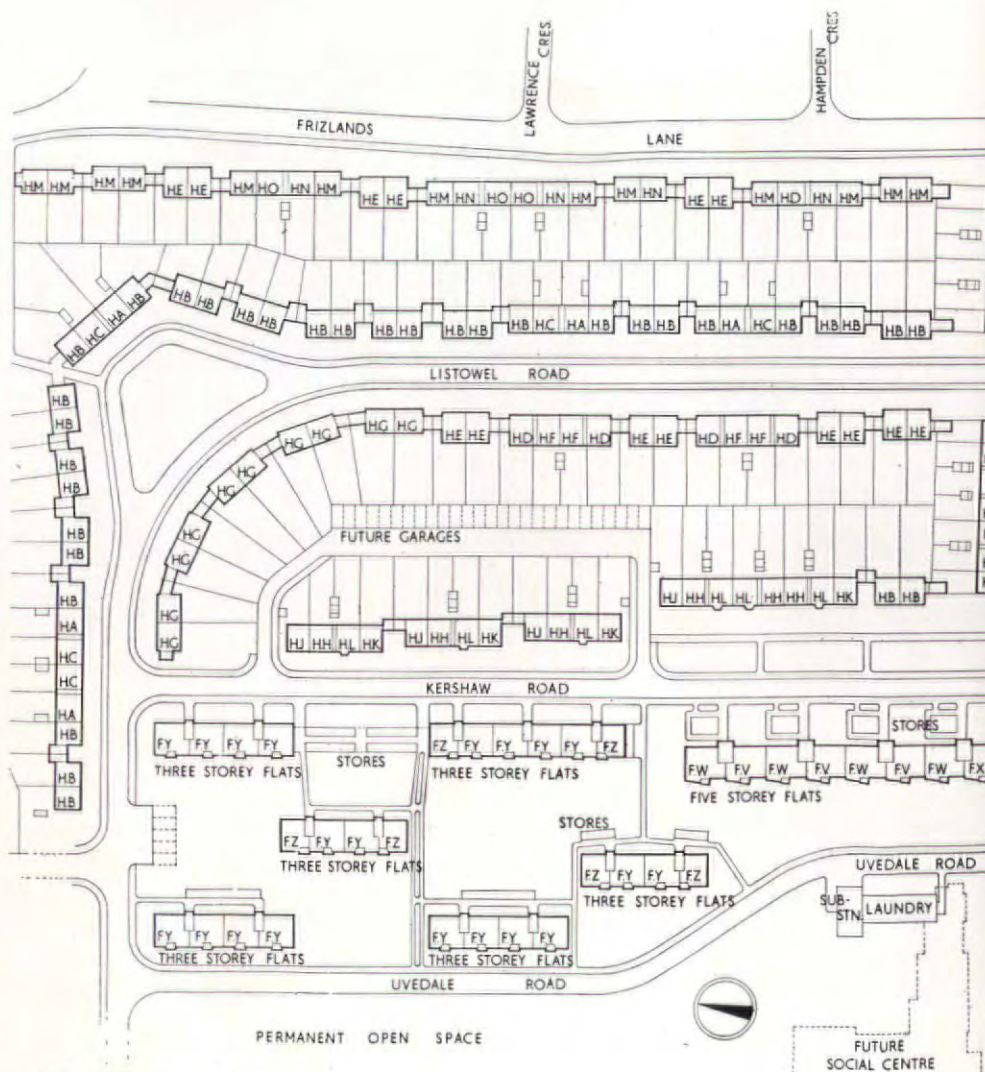 LAWRENCE CRES.
HAMPDEN CRES
FRIZLANDS LANE
HM HM HM HM HE HE HM HO HN HM HE HE HM HN HO HO HN HM HM HN HE HE HM HD HN HM HM HM
HB HC HA HB HB HB HB HB HB HB HB HB HB HB HB HC HA HB HB HB HB HA HC HB HB HB HB HB
LISTOWEL ROAD
HB
HB
HB
HB
HB
HB
HB
HA
HC
HC
HA
HB
HB
HB
HG
HG
HG
HG
HG
HG
HG HG HG HG HE HE HD HF HF HD HE HE HD HF HF HD HE HE HE HE
FUTURE GARAGES
HJ HH HL HL HH HH HL HK HB HB
HJ HH HL HK HJ HH HL HK HJ HH HL HK
KERSHAW ROAD
FY FY FY FY
THREE STOREY FLATS
STORES
FZ FY FY FY FY FZ
THREE STOREY FLATS
STORES
FW FV FW FV FW FV FW FX
FIVE STOREY FLATS
FZ FY FY FZ
THREE STOREY FLATS
STORES
FZ FY FY FZ
THREE STOREY FLATS
UVEDALE ROAD
SUB-STN.
LAUNDRY
FY FY FY FY
THREE STOREY FLATS
FY FY FY FY
THREE STOREY FLATS
UVEDALE ROAD
PERMANENT OPEN SPACE
FUTURE
SOCIAL CENTRE